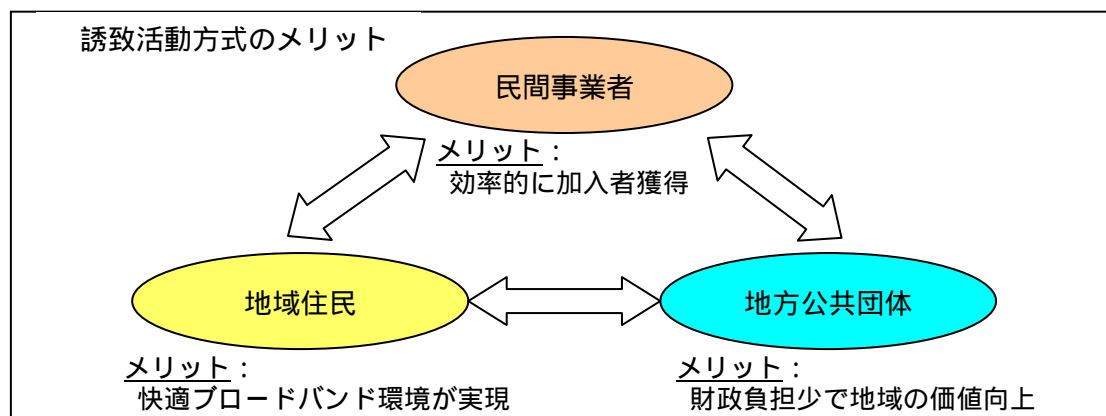 誘致活動方式のメリット
民間事業者
メリット：
効率的に加入者獲得
地域住民
地方公共団体
メリット：
快適ブロードバンド環境が実現
メリット：
財政負担少で地域の価値向上